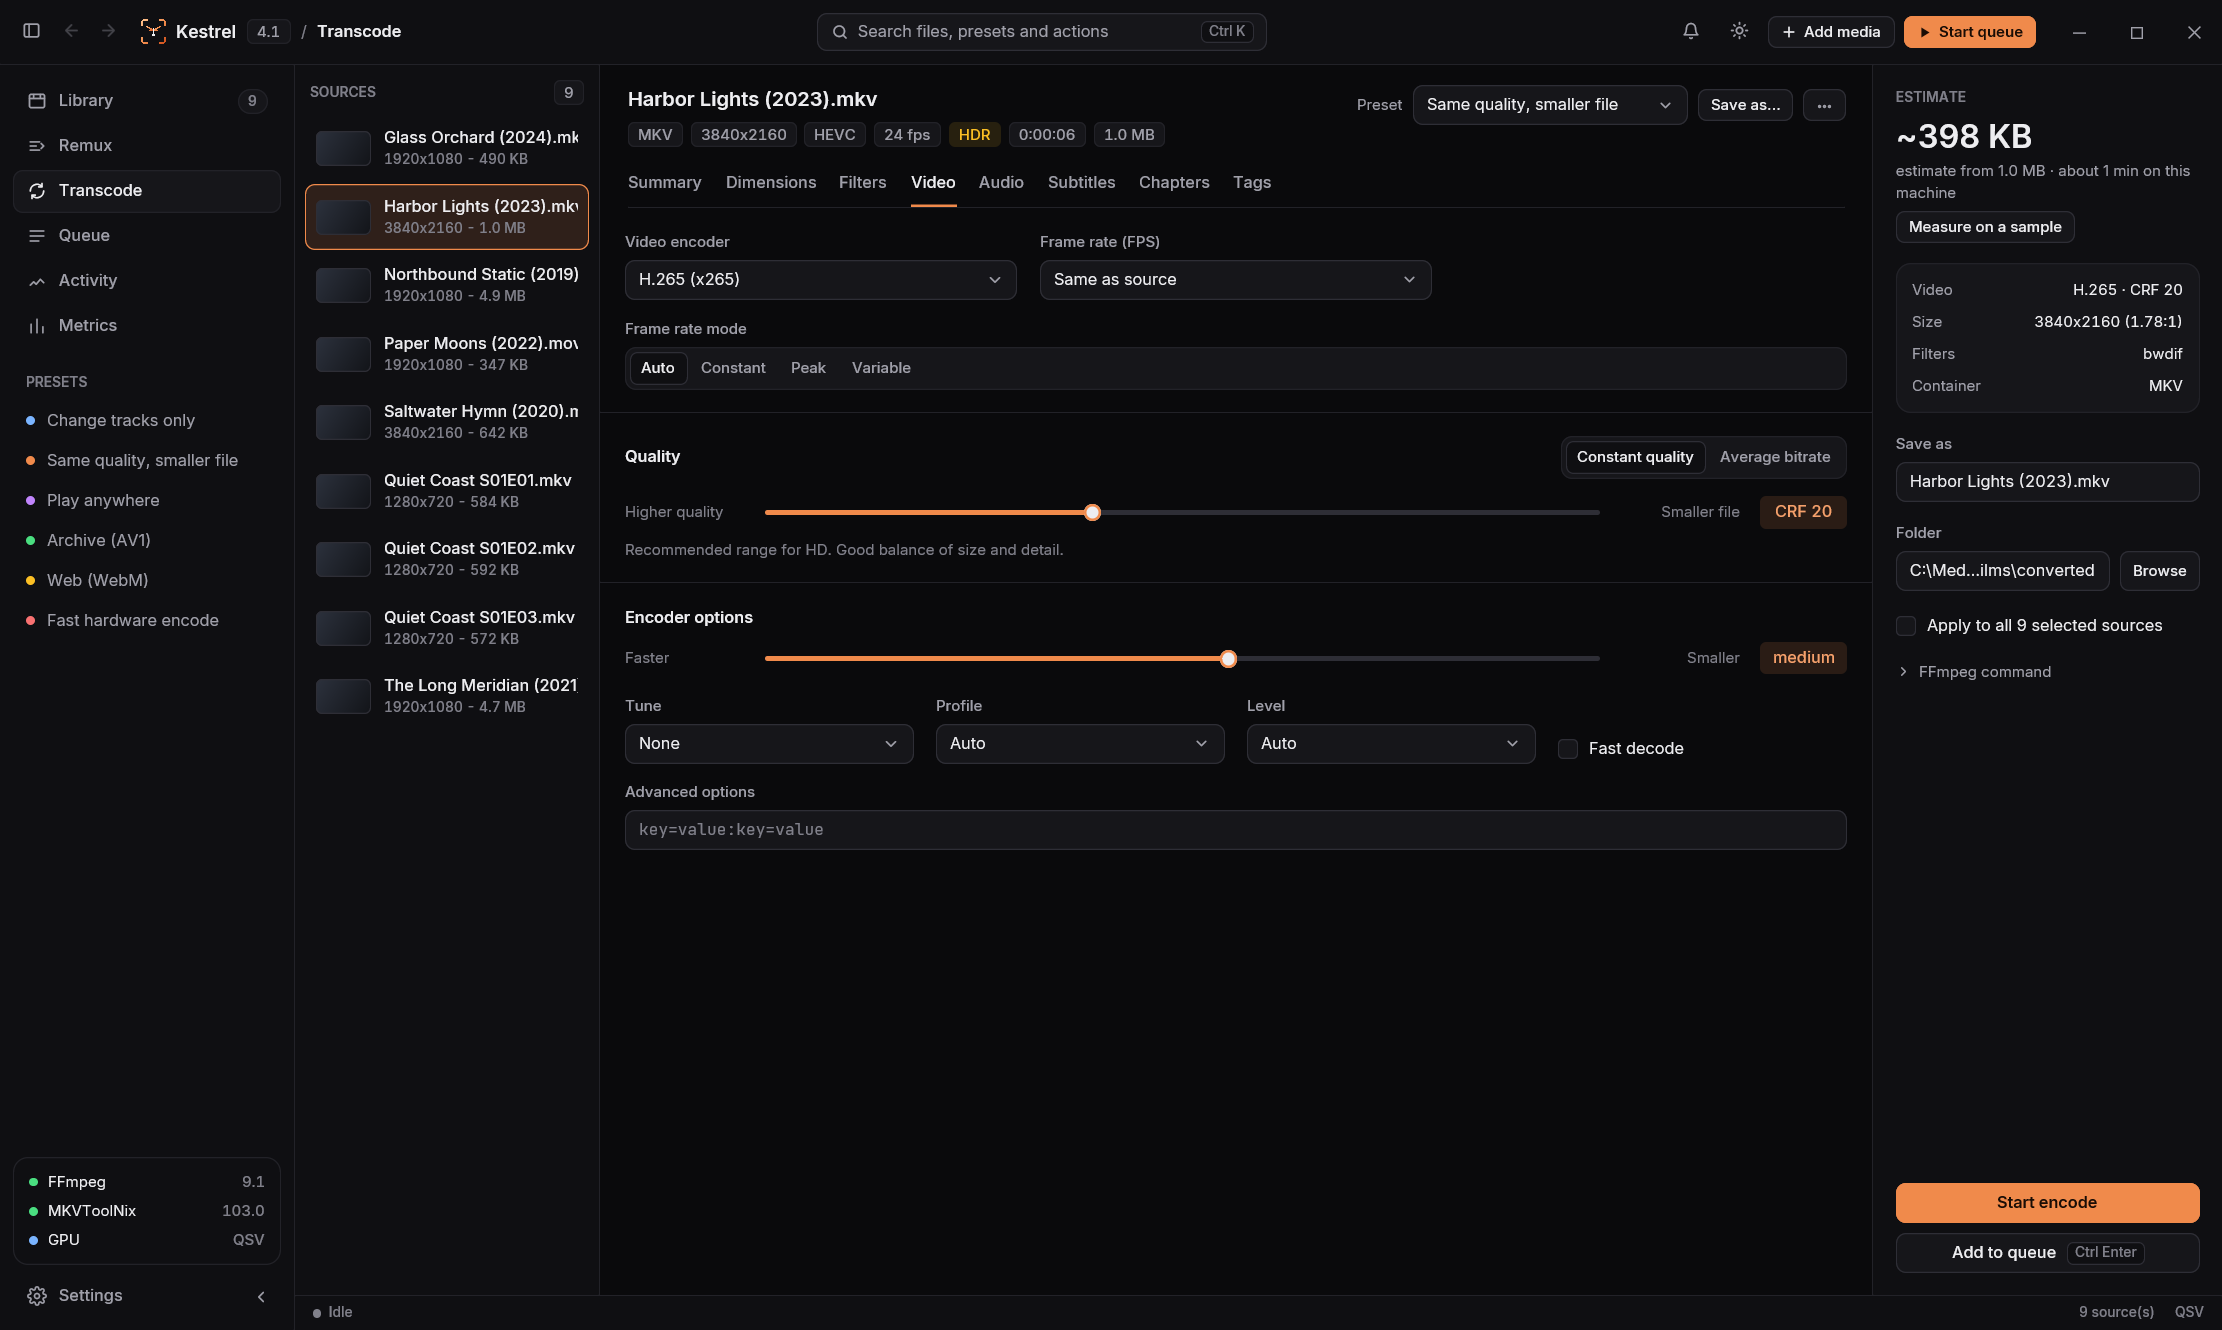 Kestrel 4.1 / Transcode
Search files, presets and actions Ctrl K
Add media
Start queue
Library 9
Remux
Transcode
Queue
Activity
Metrics
PRESETS
Change tracks only
Same quality, smaller file
Play anywhere
Archive (AV1)
Web (WebM)
Fast hardware encode
FFmpeg 9.1
MKVToolNix 103.0
GPU QSV
Settings
SOURCES 9
Glass Orchard (2024).mk
1920x1080 - 490 KB
Harbor Lights (2023).mkv
3840x2160 - 1.0 MB
Northbound Static (2019)
1920x1080 - 4.9 MB
Paper Moons (2022).mov
1920x1080 - 347 KB
Saltwater Hymn (2020).m
3840x2160 - 642 KB
Quiet Coast S01E01.mkv
1280x720 - 584 KB
Quiet Coast S01E02.mkv
1280x720 - 592 KB
Quiet Coast S01E03.mkv
1280x720 - 572 KB
The Long Meridian (2021)
1920x1080 - 4.7 MB
Harbor Lights (2023).mkv
MKV 3840x2160 HEVC 24 fps HDR 0:00:06 1.0 MB
Preset Same quality, smaller file Save as... ...
Summary Dimensions Filters Video Audio Subtitles Chapters Tags
Video encoder Frame rate (FPS)
H.265 (x265) Same as source
Frame rate mode
Auto Constant Peak Variable
Quality Constant quality Average bitrate
Higher quality Smaller file CRF 20
Recommended range for HD. Good balance of size and detail.
Encoder options
Faster Smaller medium
Tune Profile Level
None Auto Auto Fast decode
Advanced options
key=value:key=value
ESTIMATE
~398 KB
estimate from 1.0 MB · about 1 min on this
machine
Measure on a sample
Video H.265 · CRF 20
Size 3840x2160 (1.78:1)
Filters bwdif
Container MKV
Save as
Harbor Lights (2023).mkv
Folder
C:\Med...ilms\converted Browse
Apply to all 9 selected sources
FFmpeg command
Start encode
Add to queue Ctrl Enter
Idle 9 source(s) QSV